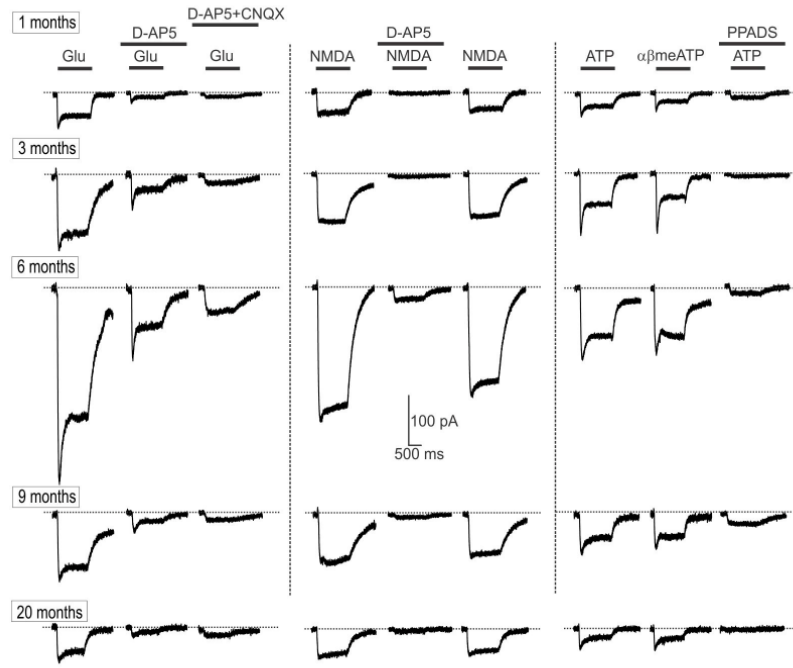 1 months
D-AP5 D-AP5+CNQX D-AP5 PPADS
Glu Glu Glu NMDA NMDA NMDA ATP αβmeATP ATP
3 months
6 months
100 pA
500 ms
9 months
20 months